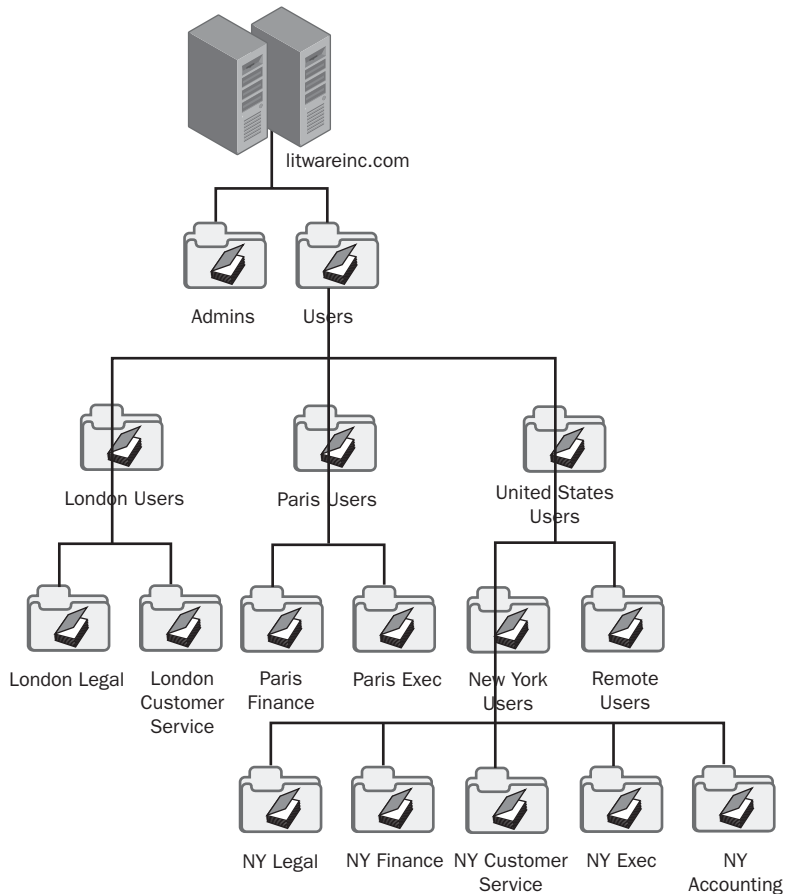 litwareinc.com
Admins
Users
London Users
Paris Users
United States
Users
London Legal
London
Customer
Service
Paris
Finance
Paris Exec
New York
Users
Remote
Users
NY Legal
NY Finance
NY Customer
Service
NY Exec
NY
Accounting